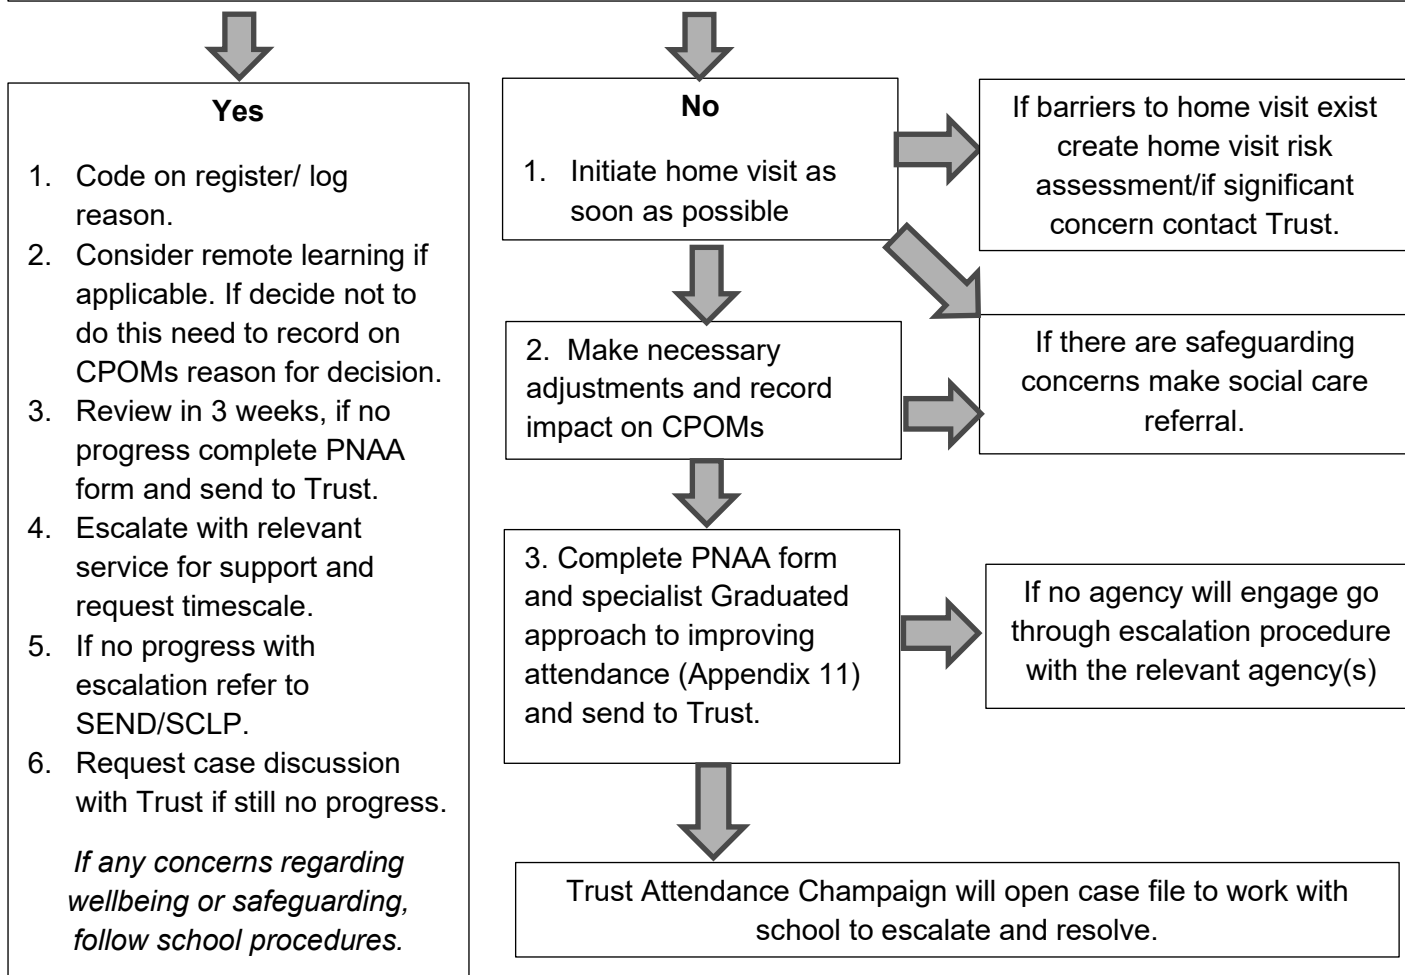 Yes
1. Code on register/ log
reason.
2. Consider remote learning if
applicable. If decide not to
do this need to record on
CPOMs reason for decision.
3. Review in 3 weeks, if no
progress complete PNAA
form and send to Trust.
4. Escalate with relevant
service for support and
request timescale.
5. If no progress with
escalation refer to
SEND/SCLP.
6. Request case discussion
with Trust if still no progress.
If any concerns regarding
wellbeing or safeguarding,
follow school procedures.
No
1. Initiate home visit as
soon as possible
If barriers to home visit exist
create home visit risk
assessment/if significant
concern contact Trust.
2. Make necessary
adjustments and record
impact on CPOMs
If there are safeguarding
concerns make social care
referral.
3. Complete PNAA form
and specialist Graduated
approach to improving
attendance (Appendix 11)
and send to Trust.
If no agency will engage go
through escalation procedure
with the relevant agency(s)
Trust Attendance Champaign will open case file to work with
school to escalate and resolve.